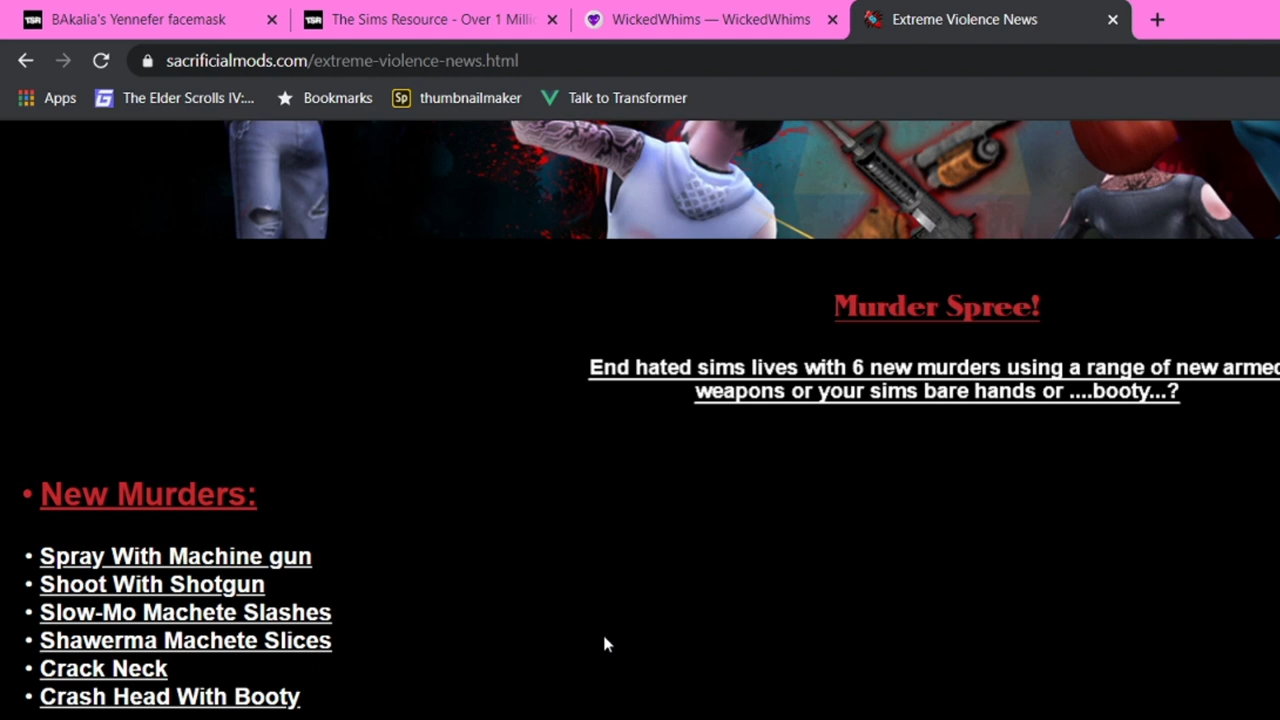 BAkalia's Yennefer facemask
The Sims Resource - Over 1 Milli
WickedWhims — WickedWhims
Extreme Violence News
sacrificialmods.com/extreme-violence-news.html
Apps
The Elder Scrolls IV:...
Bookmarks
Sp thumbnailmaker
Talk to Transformer
Murder Spree!
End hated sims lives with 6 new murders using a range of new armed
weapons or your sims bare hands or ....booty...?
• New Murders:
• Spray With Machine gun
• Shoot With Shotgun
• Slow-Mo Machete Slashes
• Shawerma Machete Slices
• Crack Neck
• Crash Head With Booty